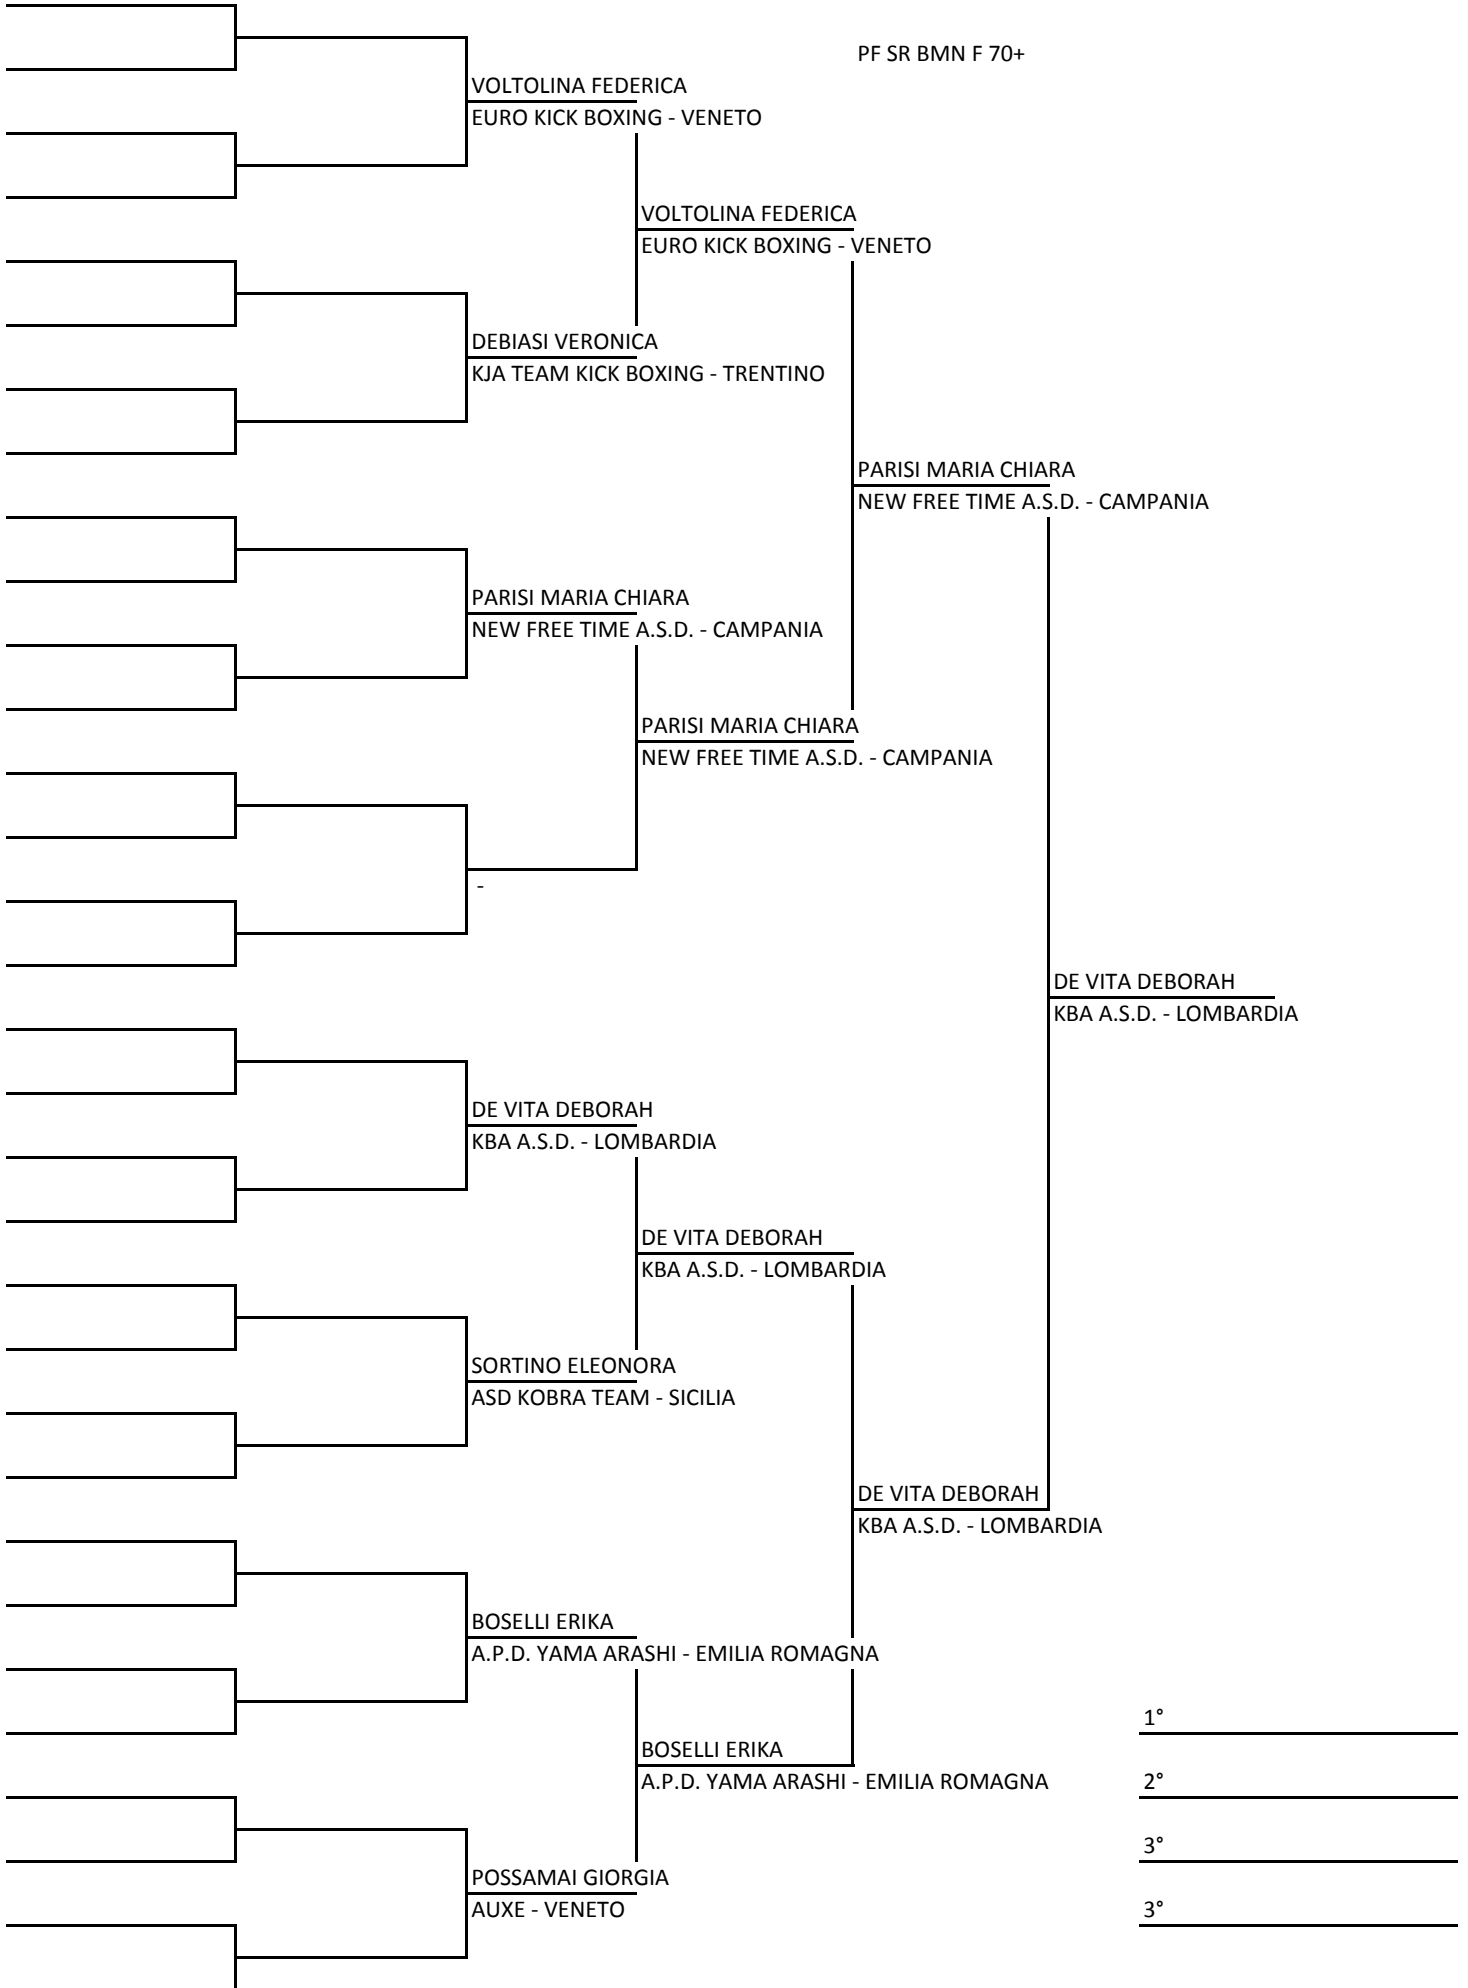 PF SR BMN F 70+
VOLTOLINA FEDERICA
EURO KICK BOXING - VENETO
VOLTOLINA FEDERICA
EURO KICK BOXING - VENETO
DEBIASI VERONICA
KJA TEAM KICK BOXING - TRENTINO
PARISI MARIA CHIARA
NEW FREE TIME A.S.D. - CAMPANIA
PARISI MARIA CHIARA
NEW FREE TIME A.S.D. - CAMPANIA
PARISI MARIA CHIARA
NEW FREE TIME A.S.D. - CAMPANIA
-
DE VITA DEBORAH
KBA A.S.D. - LOMBARDIA
DE VITA DEBORAH
KBA A.S.D. - LOMBARDIA
DE VITA DEBORAH
KBA A.S.D. - LOMBARDIA
SORTINO ELEONORA
ASD KOBRA TEAM - SICILIA
DE VITA DEBORAH
KBA A.S.D. - LOMBARDIA
BOSELLI ERIKA
A.P.D. YAMA ARASHI - EMILIA ROMAGNA
BOSELLI ERIKA
A.P.D. YAMA ARASHI - EMILIA ROMAGNA
POSSAMAI GIORGIA
AUXE - VENETO
1°
2°
3°
3°